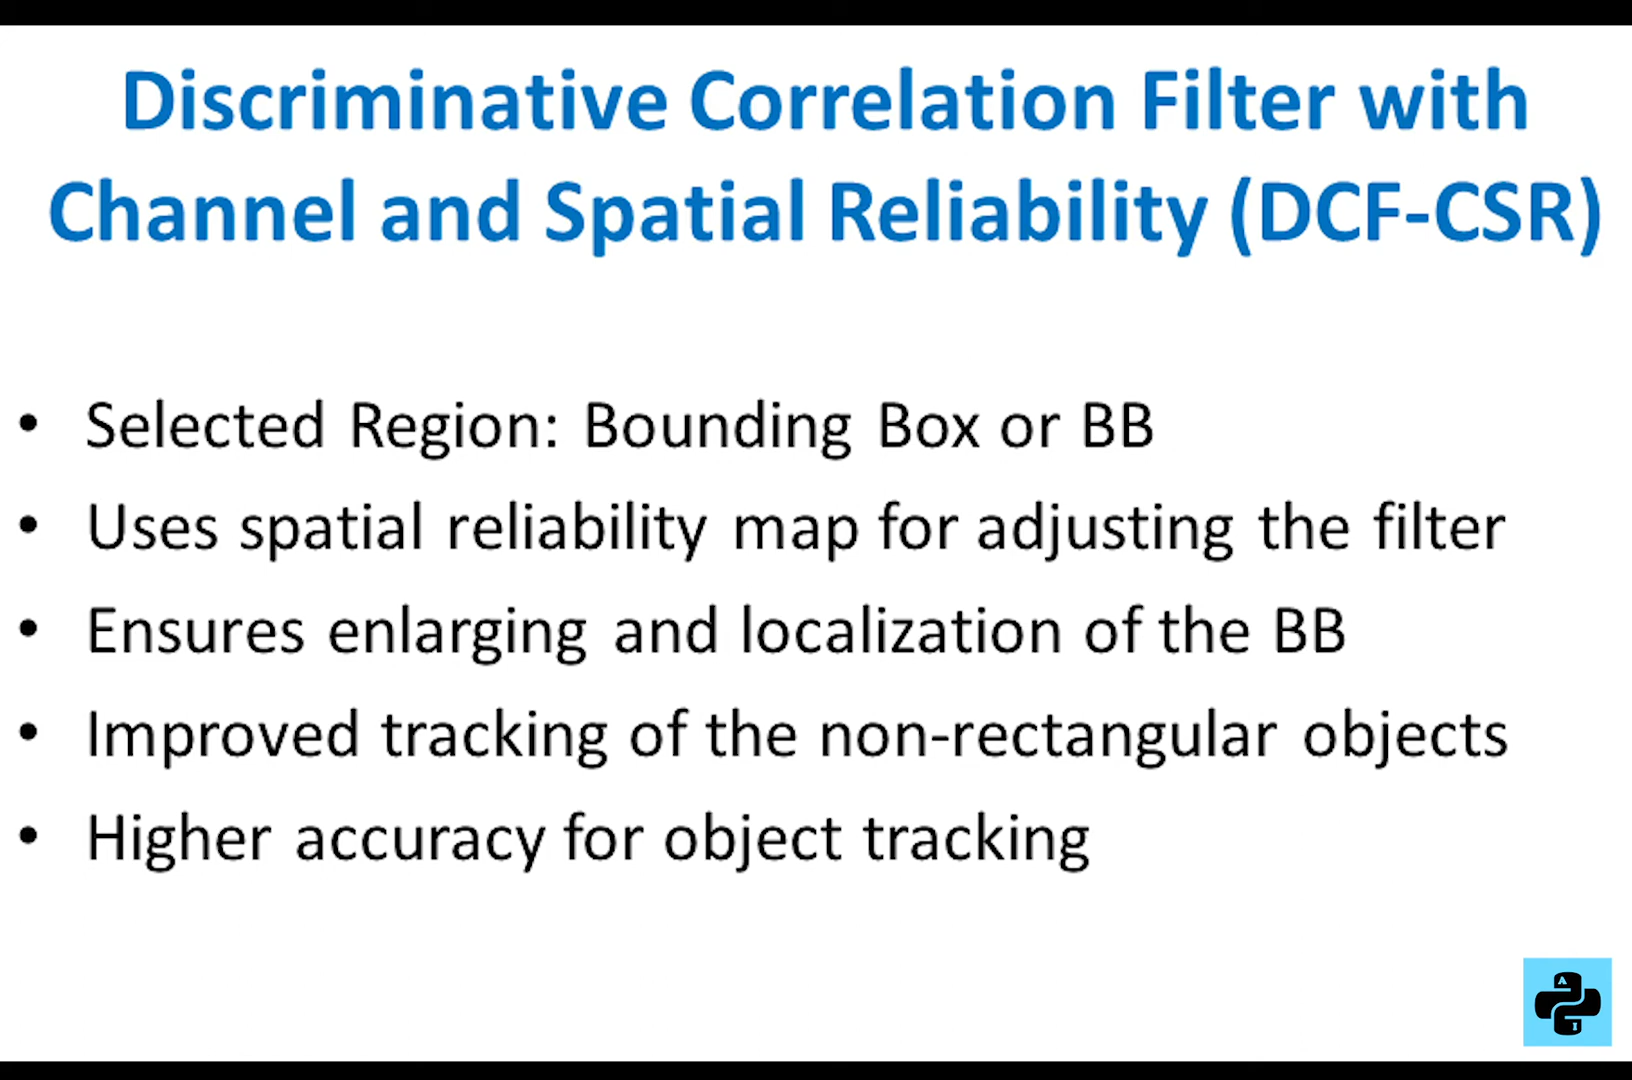 Discriminative Correlation Filter with
Channel and Spatial Reliability (DCF-CSR)
• Selected Region: Bounding Box or BB
• Uses spatial reliability map for adjusting the filter
• Ensures enlarging and localization of the BB
• Improved tracking of the non-rectangular objects
• Higher accuracy for object tracking
A
I